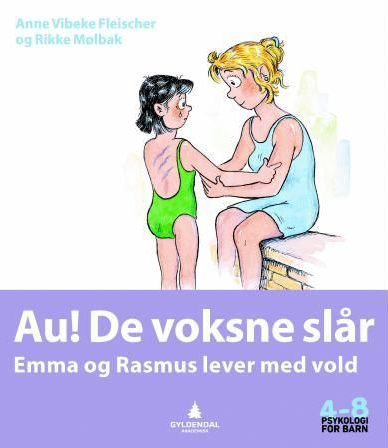 Anne Vibeke Fleischer
og Rikke Mølbak
Au! De voksne slår
Emma og Rasmus lever med vold
GYLDENDAL
AKADEMISK
4-8
PSYKOLOGI
FOR BARN